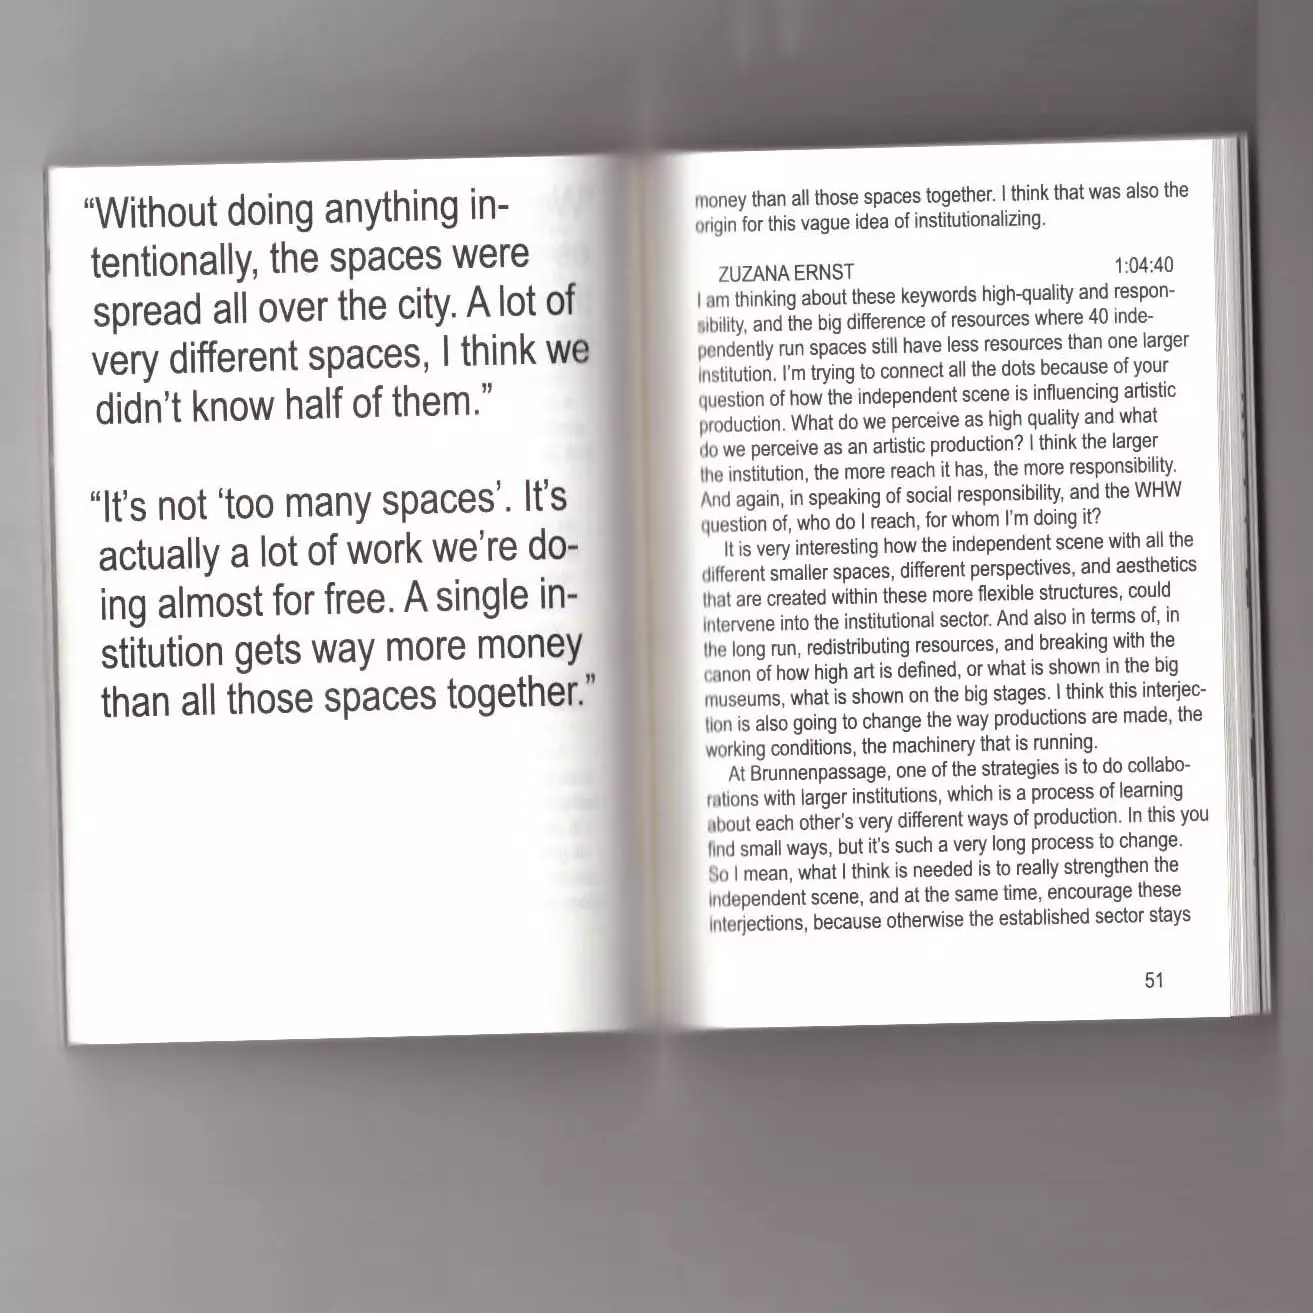 “Without doing anything in-
tentionally, the spaces were
spread all over the city. A lot of
very different spaces, I think we
didn’t know half of them.”
“It’s not ‘too many spaces’. It’s
actually a lot of work we’re do-
ing almost for free. A single in-
stitution gets way more money
than all those spaces together.”
money than all those spaces together. I think that was also the
origin for this vague idea of institutionalizing.
ZUZANA ERNST 1:04:40
I am thinking about these keywords high-quality and respon-
sibility, and the big difference of resources where 40 inde-
pendently run spaces still have less resources than one larger
institution. I’m trying to connect all the dots because of your
question of how the independent scene is influencing artistic
production. What do we perceive as high quality and what
do we perceive as an artistic production? I think the larger
the institution, the more reach it has, the more responsibility.
And again, in speaking of social responsibility, and the WHW
question of, who do I reach, for whom I’m doing it?
It is very interesting how the independent scene with all the
different smaller spaces, different perspectives, and aesthetics
that are created within these more flexible structures, could
intervene into the institutional sector. And also in terms of, in
the long run, redistributing resources, and breaking with the
canon of how high art is defined, or what is shown in the big
museums, what is shown on the big stages. I think this interjec-
tion is also going to change the way productions are made, the
working conditions, the machinery that is running.
At Brunnenpassage, one of the strategies is to do collabo-
rations with larger institutions, which is a process of learning
about each other’s very different ways of production. In this you
find small ways, but it’s such a very long process to change.
So I mean, what I think is needed is to really strengthen the
independent scene, and at the same time, encourage these
interjections, because otherwise the established sector stays
51